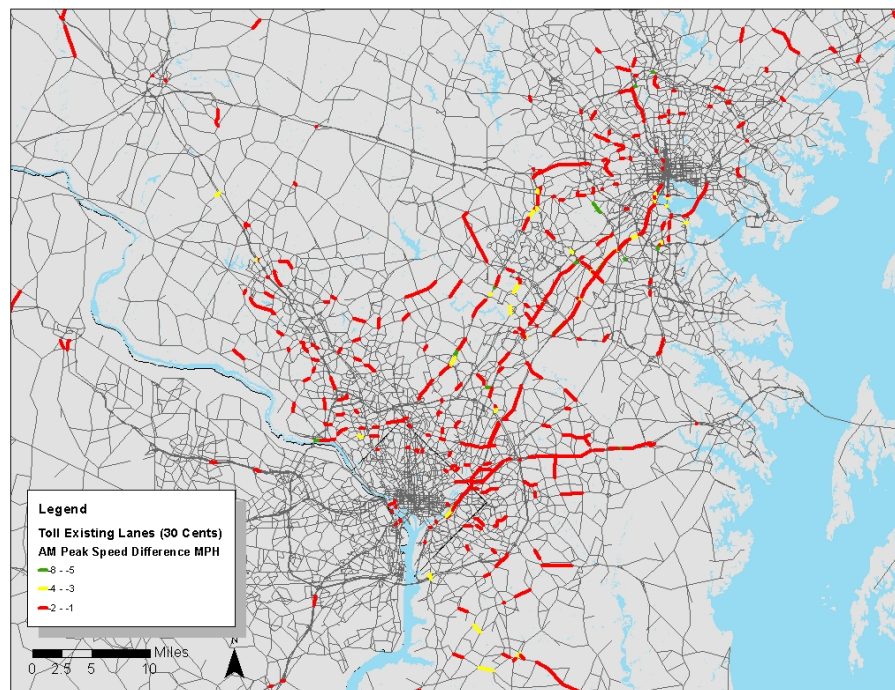 Legend
Toll Existing Lanes (30 Cents)
AM Peak Speed Difference MPH
-8 - -5
-4 - -3
-2 - -1
N
Miles
0 2.5 5 10